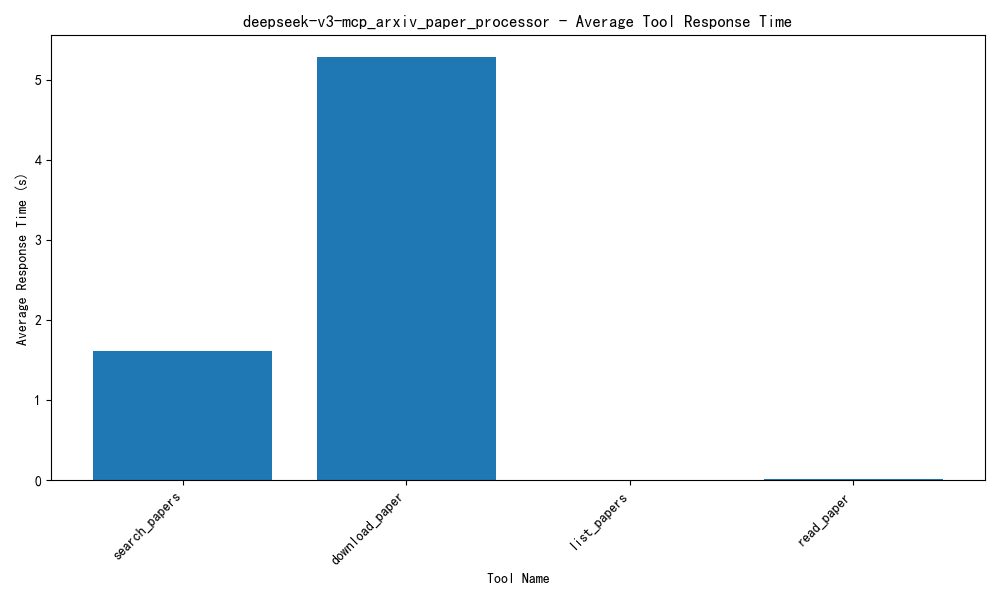 deepseek-v3-mcp_arxiv_paper_processor - Average Tool Response Time
Average Response Time (s)
5
4
3
2
1
0
search_papers
download_paper
list_papers
read_paper
Tool Name